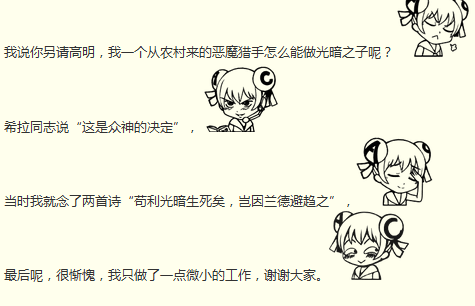 我说你另请高明，我一个从农村来的恶魔猎手怎么能做光暗之子呢？
希拉同志说“这是众神的决定”，
当时我就念了两首诗“苟利光暗生死矣，岂因兰德避趋之”，
最后呢，很惭愧，我只做了一点微小的工作，谢谢大家。